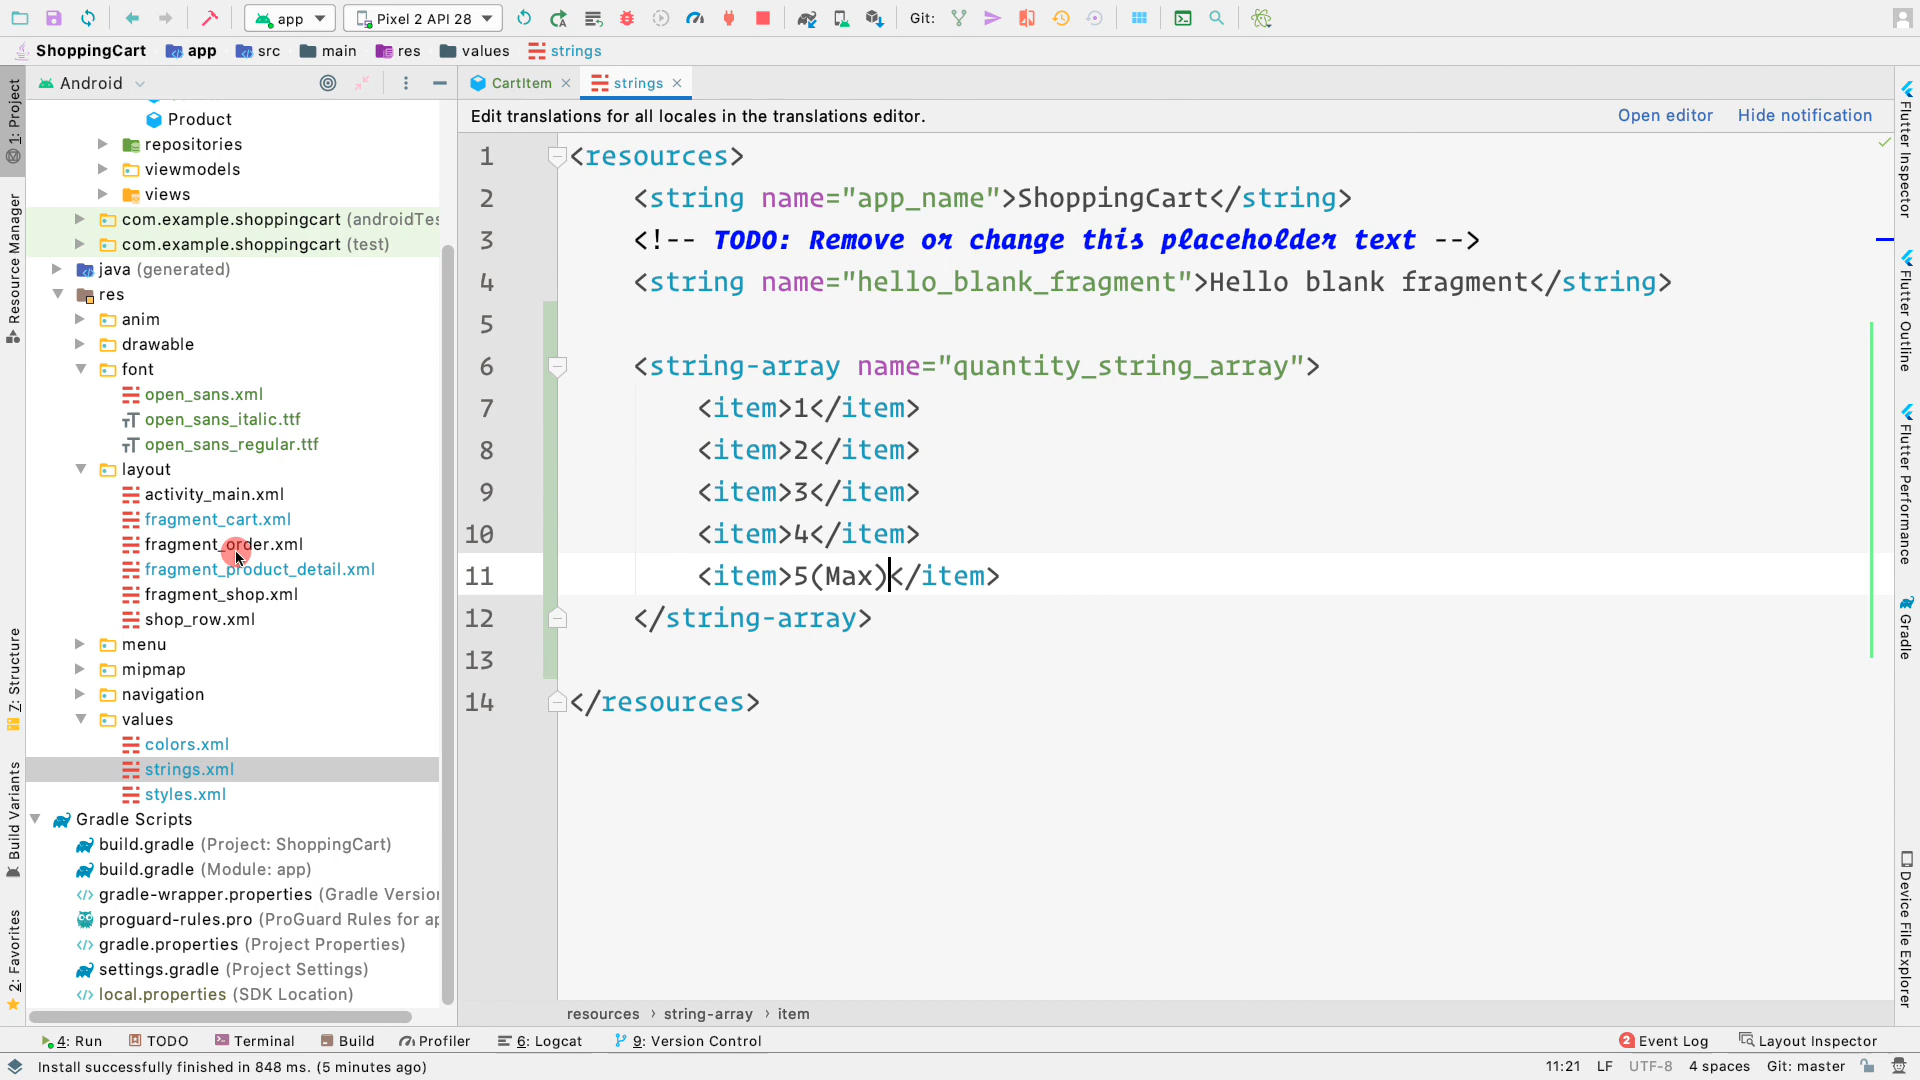 app
Pixel 2 API 28
Git:
ShoppingCart
app
src
main
res
values
strings
Android
CartItem
strings
Edit translations for all locales in the translations editor.
Open editor
Hide notification
1: Project
Resource Manager
Z: Structure
Build Variants
2: Favorites
Product
repositories
viewmodels
views
com.example.shoppingcart (androidTes
com.example.shoppingcart (test)
java (generated)
res
anim
drawable
font
open_sans.xml
open_sans_italic.ttf
open_sans_regular.ttf
layout
activity_main.xml
fragment_cart.xml
fragment_order.xml
fragment_product_detail.xml
fragment_shop.xml
shop_row.xml
menu
mipmap
navigation
values
colors.xml
strings.xml
styles.xml
Gradle Scripts
build.gradle (Project: ShoppingCart)
build.gradle (Module: app)
gradle-wrapper.properties (Gradle Version
proguard-rules.pro (ProGuard Rules for ap
gradle.properties (Project Properties)
settings.gradle (Project Settings)
local.properties (SDK Location)
1 <resources>
2 <string name="app_name">ShoppingCart</string>
3 <!-- TODO: Remove or change this placeholder text -->
4 <string name="hello_blank_fragment">Hello blank fragment</string>
5
6 <string-array name="quantity_string_array">
7 <item>1</item>
8 <item>2</item>
9 <item>3</item>
10 <item>4</item>
11 <item>5(Max)</item>
12 </string-array>
13
14 </resources>
resources › string-array › item
Flutter Inspector
Flutter Outline
Flutter Performance
Gradle
Device File Explorer
4: Run
TODO
Terminal
Build
Profiler
6: Logcat
9: Version Control
2 Event Log
Layout Inspector
Install successfully finished in 848 ms. (5 minutes ago)
11:21
LF
UTF-8
4 spaces
Git: master